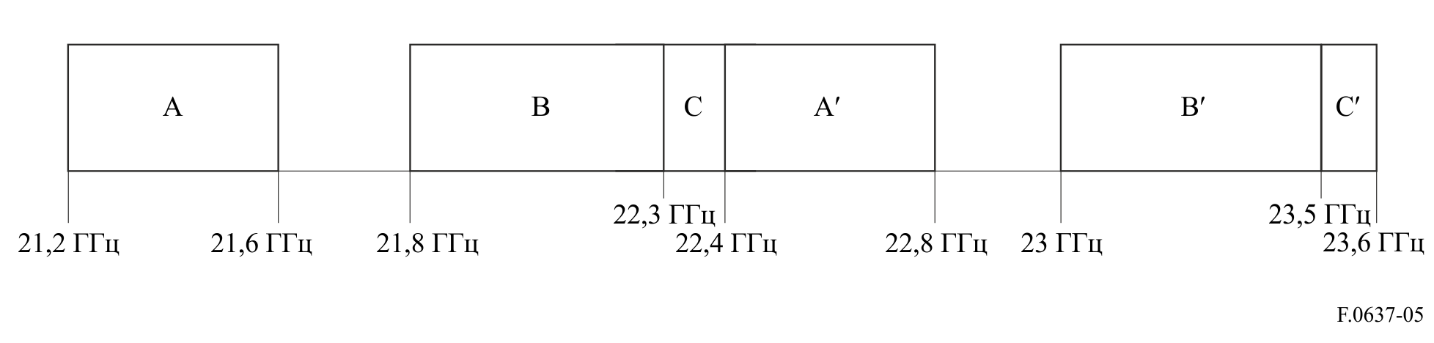 A B C A′ B′ C′
22,3 ГГц 23,5 ГГц
21,2 ГГц 21,6 ГГц 21,8 ГГц 22,4 ГГц 22,8 ГГц 23 ГГц 23,6 ГГц
F.0637-05